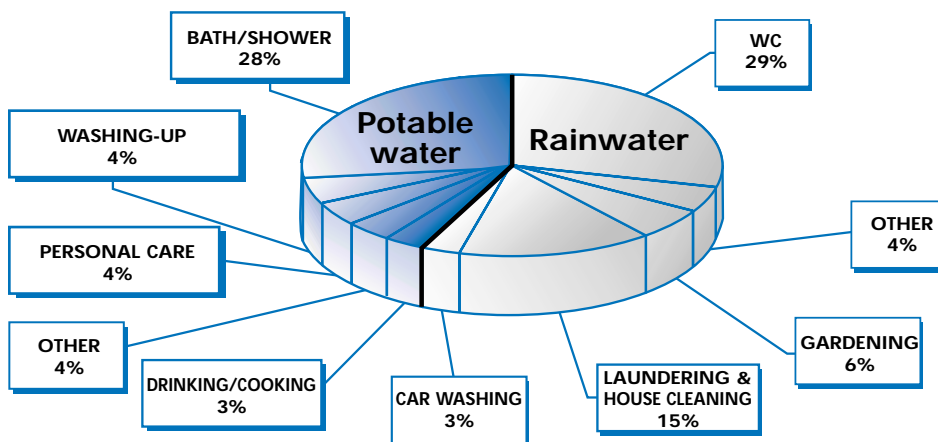 BATH/SHOWER
28%
WC
29%
WASHING-UP
4%
Potable
water
Rainwater
PERSONAL CARE
4%
OTHER
4%
OTHER
4%
GARDENING
6%
DRINKING/COOKING
3%
CAR WASHING
3%
LAUNDERING &
HOUSE CLEANING
15%